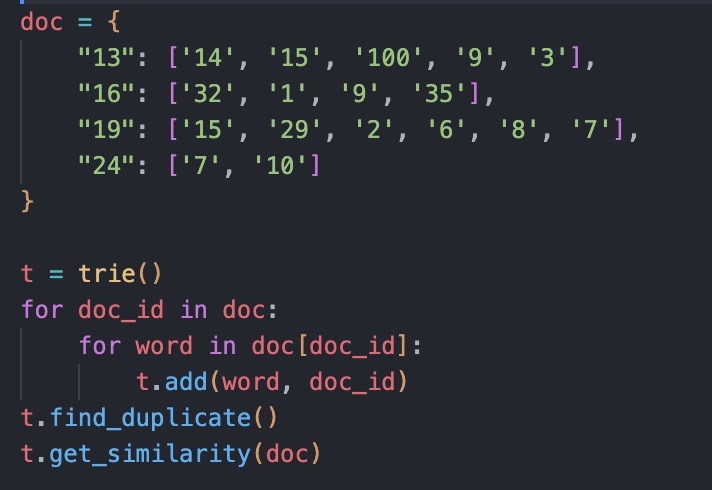 doc = {
    "13": ['14', '15', '100', '9', '3'],
    "16": ['32', '1', '9', '35'],
    "19": ['15', '29', '2', '6', '8', '7'],
    "24": ['7', '10']
}
t = trie()
for doc_id in doc:
    for word in doc[doc_id]:
        t.add(word, doc_id)
t.find_duplicate()
t.get_similarity(doc)